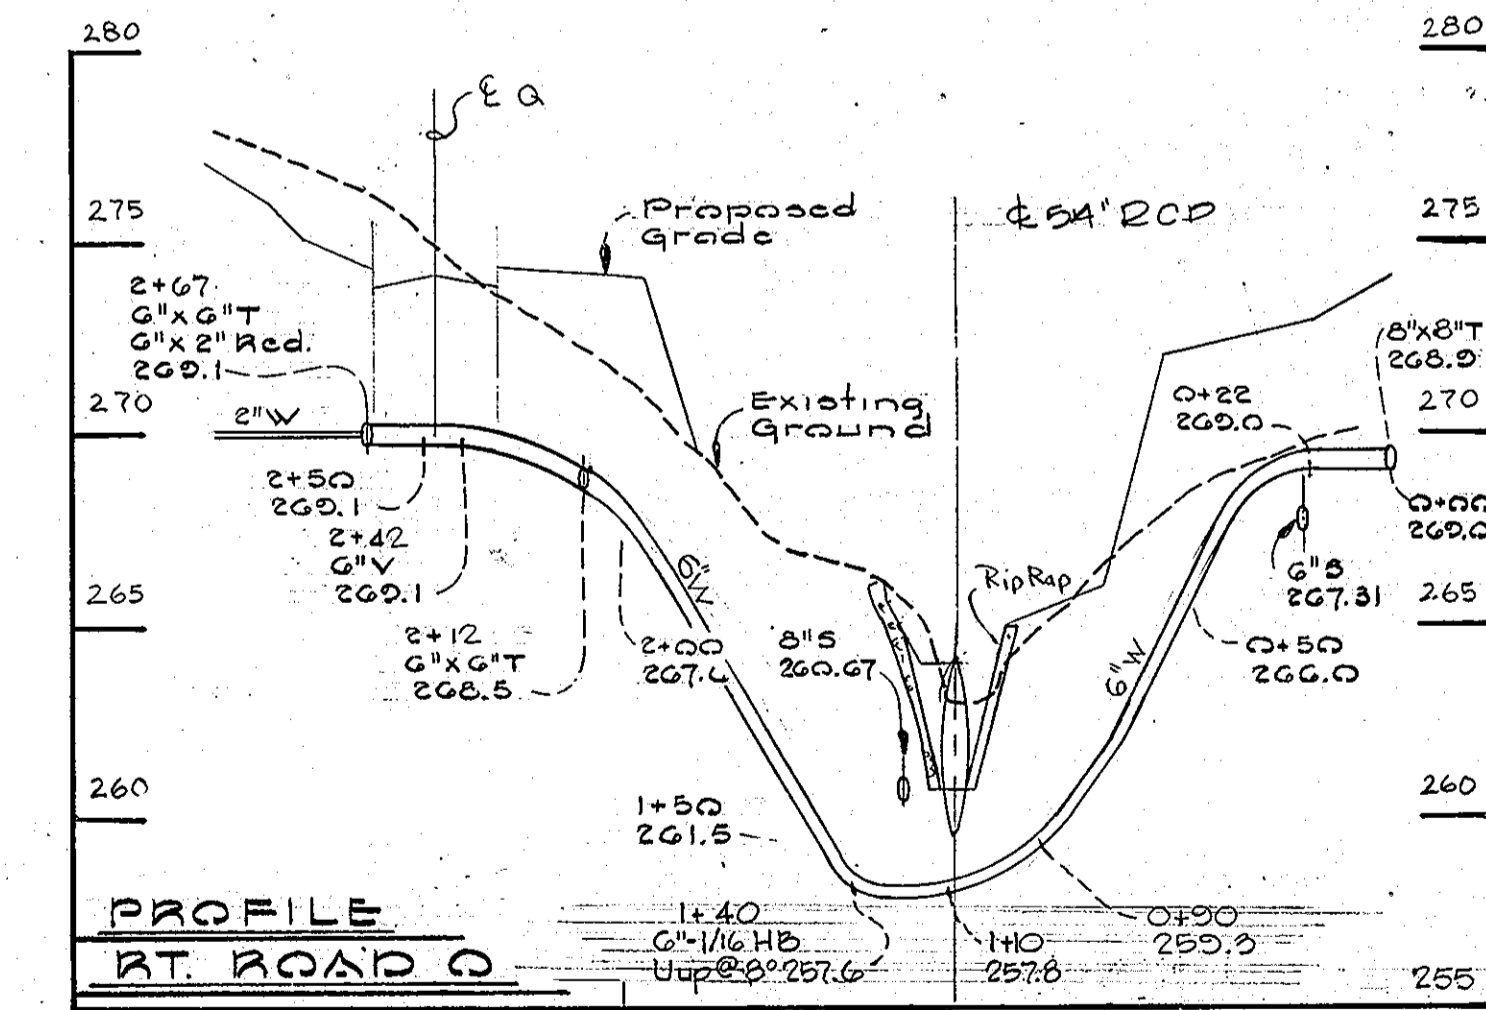 280
280
℄ Q
275
Proposed
Grade
℄ 54" RCP
275
2+67
6"x6"T
6"x2" Red.
269.1
8"x8"T
268.9
270
2"W
Existing
Ground
0+22
269.0
270
2+50
269.1
0+00
269.0
2+42
6"V
269.1
6"W
Rip Rap
6"S
267.31
265
265
2+12
6"x6"T
268.5
2+00
267.
8"S
260.67
6"W
0+50
266.0
260
1+50
261.5
260
PROFILE
RT. ROAD Q
1+40
6"-1/16 HB
Uup@8° 257.6
1+10
257.8
0+90
259.3
255